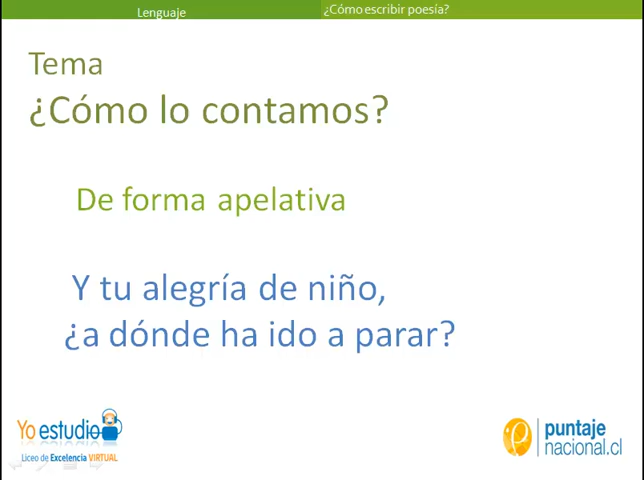 Lenguaje
¿Cómo escribir poesía?
Tema
¿Cómo lo contamos?
De forma apelativa
Y tu alegría de niño,
¿a dónde ha ido a parar?
Yo estudio
Liceo de Excelencia VIRTUAL
puntaje
nacional.cl